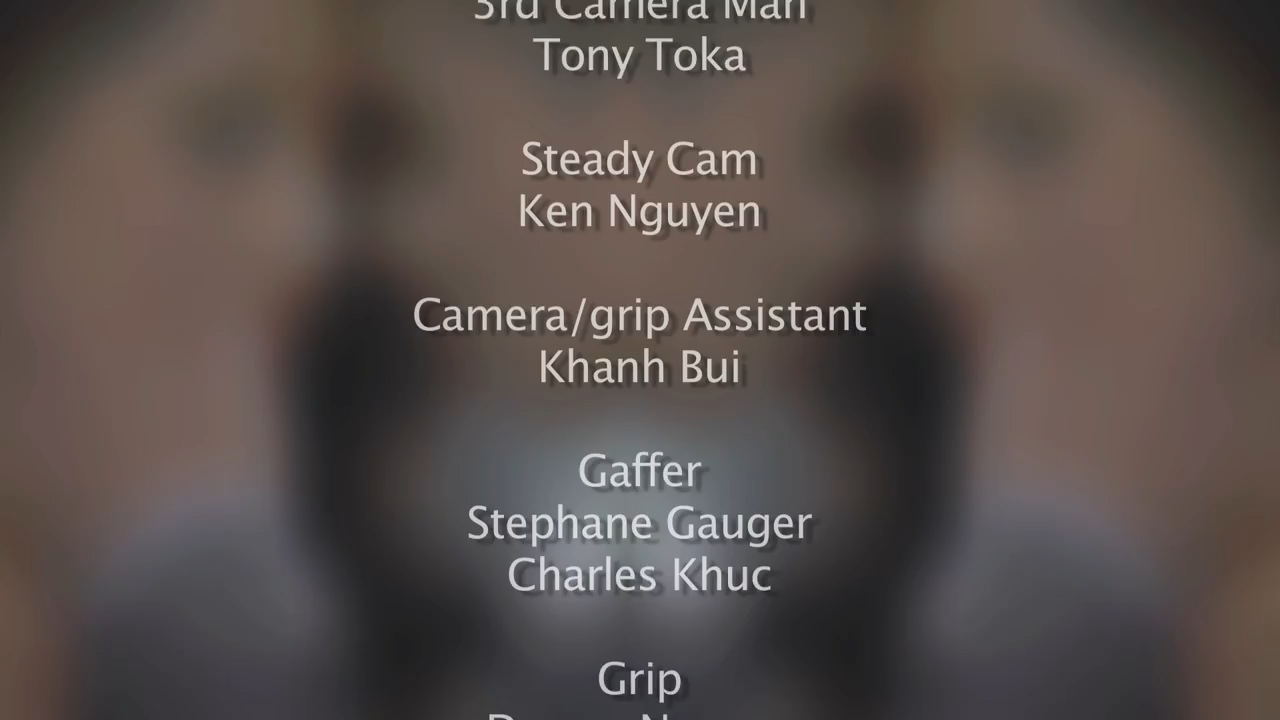 3rd Camera Man
Tony Toka
Steady Cam
Ken Nguyen
Camera/grip Assistant
Khanh Bui
Gaffer
Stephane Gauger
Charles Khuc
Grip